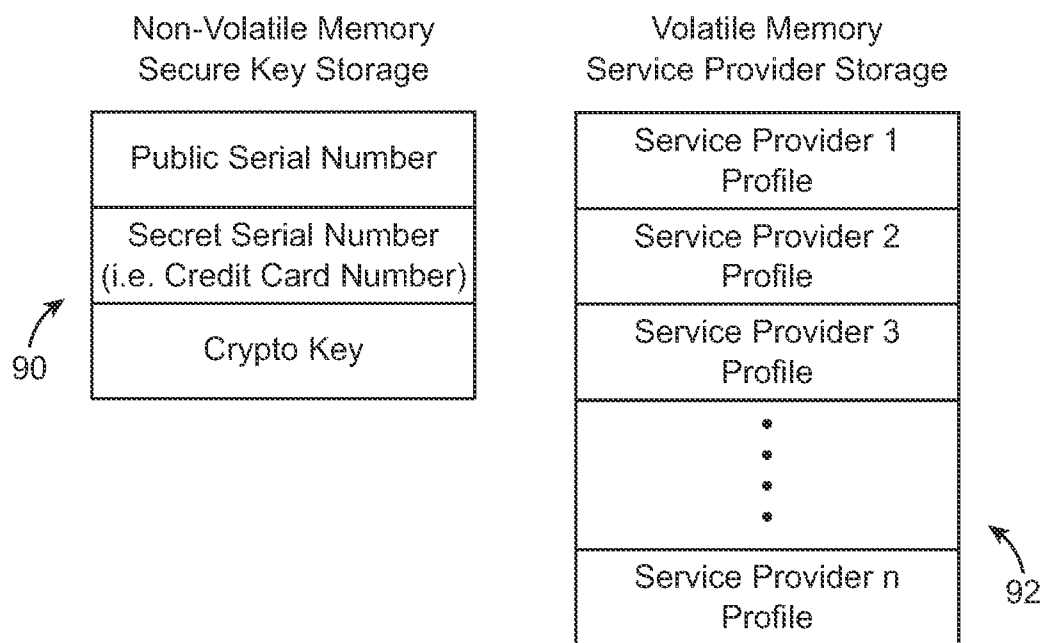 Non-Volatile Memory
Secure Key Storage
Public Serial Number
Secret Serial Number
(i.e. Credit Card Number)
Crypto Key
90
Volatile Memory
Service Provider Storage
Service Provider 1
Profile
Service Provider 2
Profile
Service Provider 3
Profile
Service Provider n
Profile
92